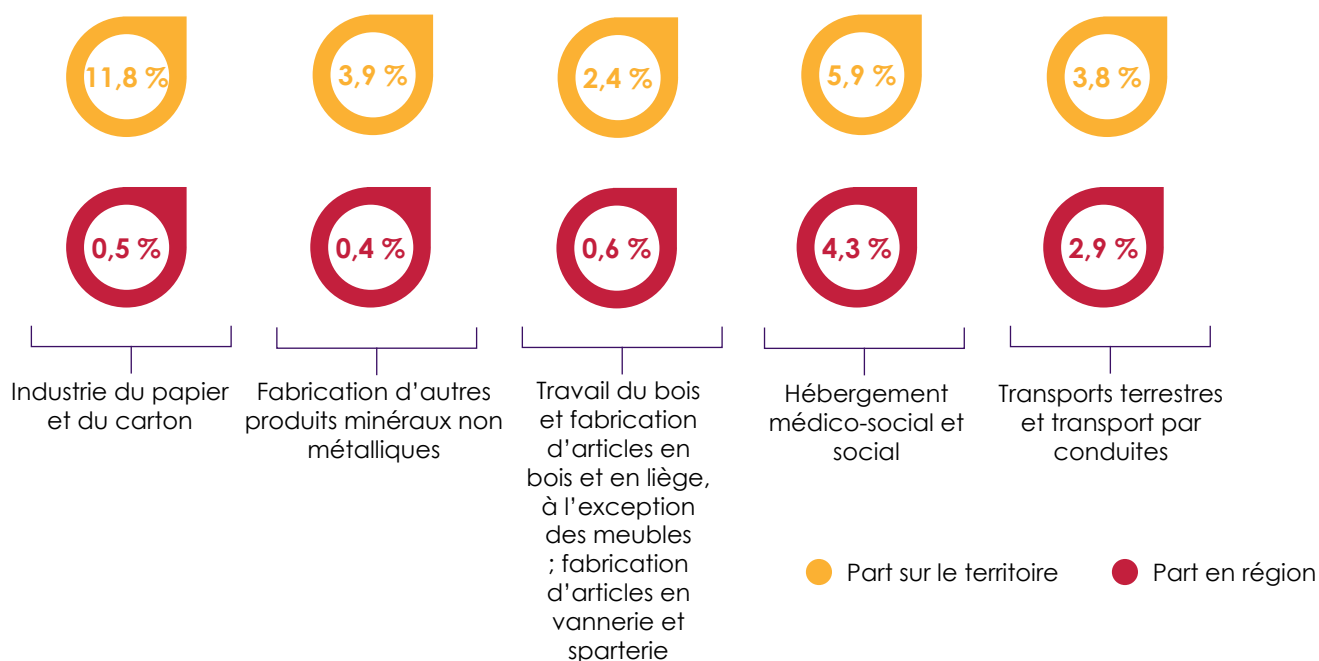 11,8 %
3,9 %
2,4 %
5,9 %
3,8 %
0,5 %
0,4 %
0,6 %
4,3 %
2,9 %
Industrie du papier
et du carton
Fabrication d’autres
produits minéraux non
métalliques
Travail du bois
et fabrication
d’articles en
bois et en liège,
à l’exception
des meubles
; fabrication
d’articles en
vannerie et
sparterie
Hébergement
médico-social et
social
Transports terrestres
et transport par
conduites
Part sur le territoire
Part en région